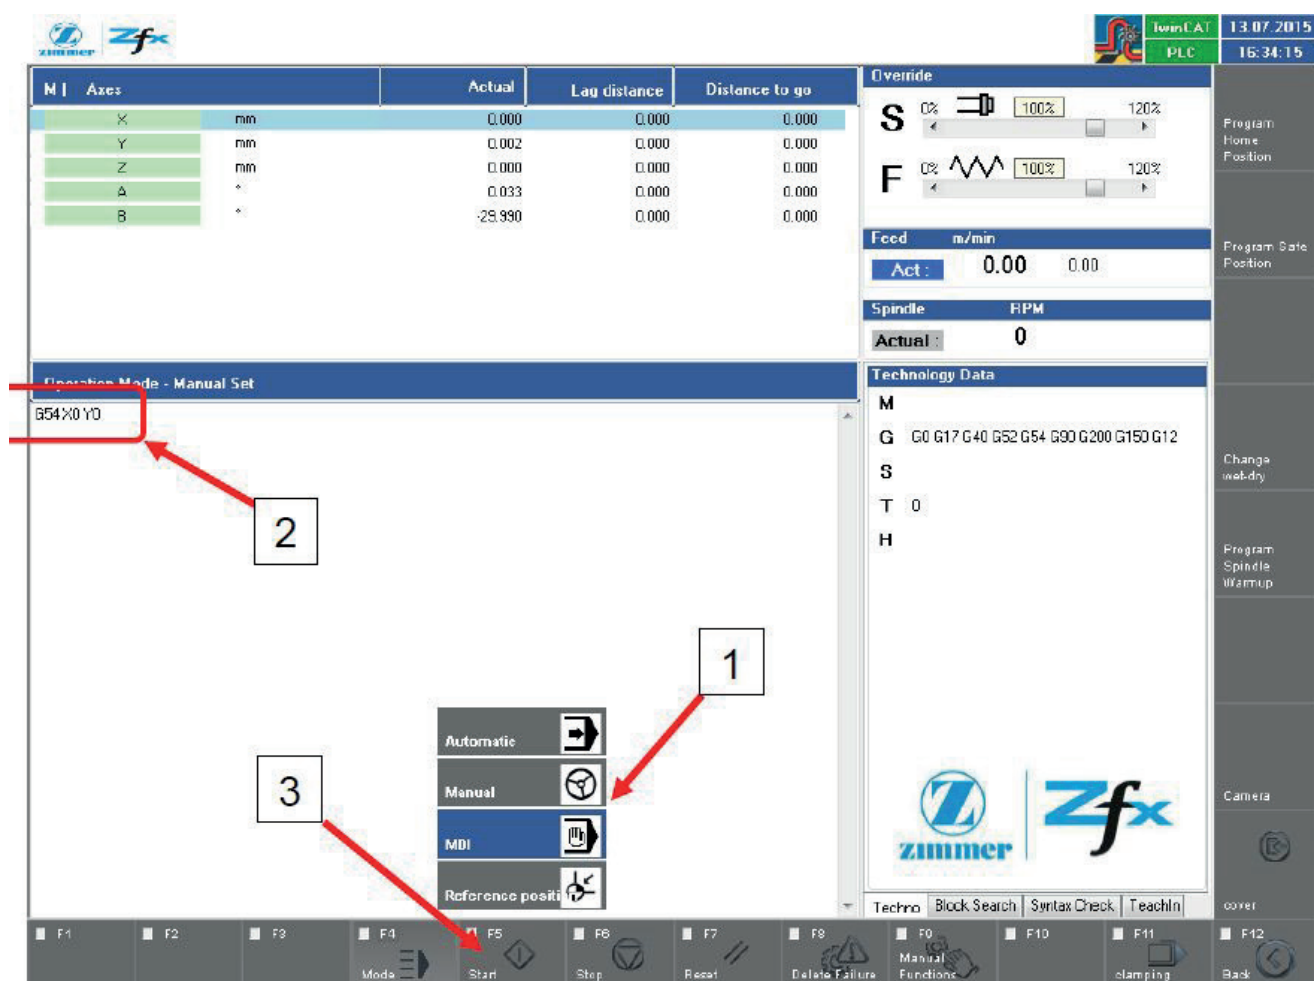 zimmer Zfx
TwinCAT 13.07.2015
PLC 16:34:15
M | Axes Actual Lag distance Distance to go
X mm 0.000 0.000 0.000
Y mm 0.002 0.000 0.000
Z mm 0.000 0.000 0.000
A ° 0.033 0.000 0.000
B ° -29.990 0.000 0.000
Override
S 0% 100% 120%
F 0% 100% 120%
Feed m/min
Act : 0.00 0.00
Spindle RPM
Actual : 0
Operation Mode - Manual Set
G54 X0 Y0
2
1
3
Automatic
Manual
MDI
Reference positi
Technology Data
M
G G0 G17 G40 G52 G54 G90 G200 G150 G12
S
T 0
H
zimmer Zfx
Techno Block Search Syntax Check TeachIn
Program
Home
Position
Program Safe
Position
Change
wet-dry
Program
Spindle
Warmup
Camera
cover
F1
F2
F3
F4
Mode
F5
Start
F6
Stop
F7
Reset
F8
Delete Failure
F9
Manual
Functions
F10
F11
clamping
F12
Back